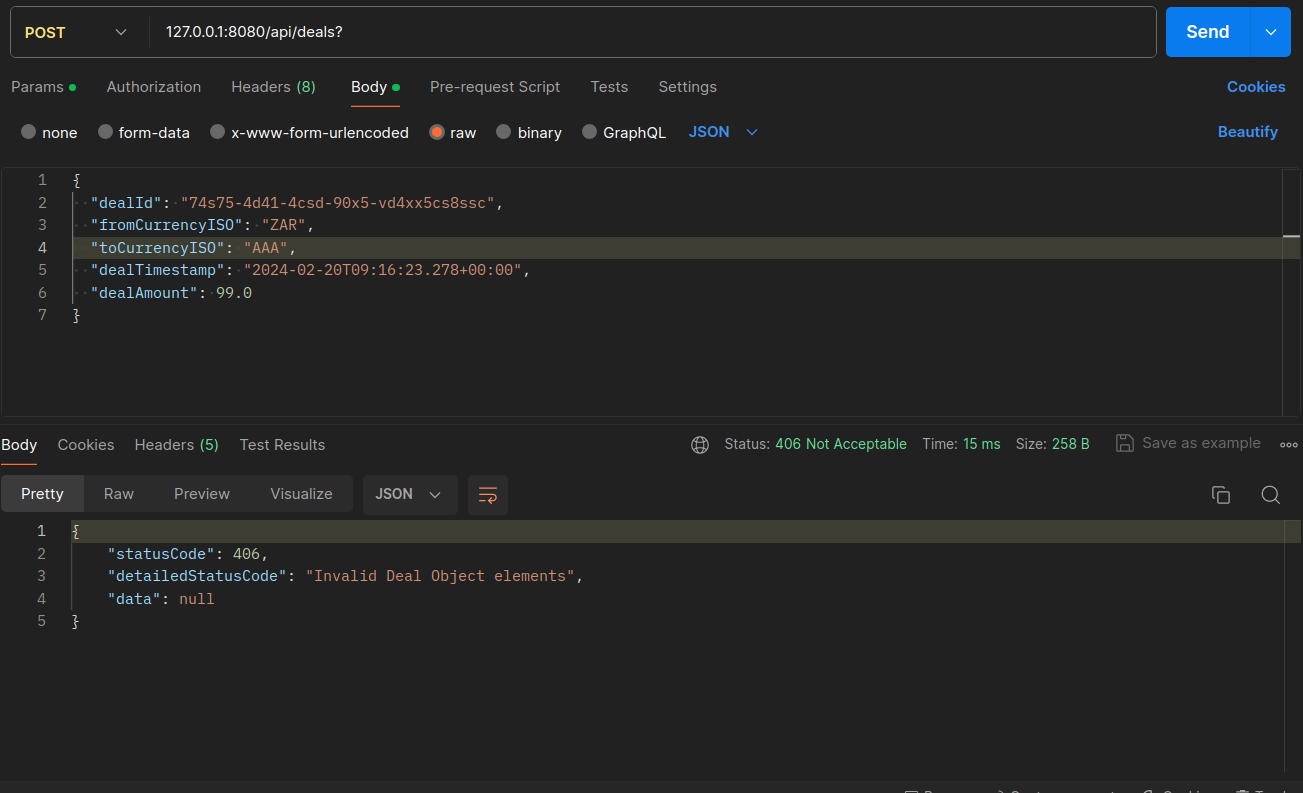 POST 127.0.0.1:8080/api/deals? Send
Params Authorization Headers (8) Body Pre-request Script Tests Settings Cookies
none form-data x-www-form-urlencoded raw binary GraphQL JSON Beautify
1 {
2 "dealId": "74s75-4d41-4csd-90x5-vd4xx5cs8ssc",
3 "fromCurrencyISO": "ZAR",
4 "toCurrencyISO": "AAA",
5 "dealTimestamp": "2024-02-20T09:16:23.278+00:00",
6 "dealAmount": 99.0
7 }
Body Cookies Headers (5) Test Results Status: 406 Not Acceptable Time: 15 ms Size: 258 B Save as example
Pretty Raw Preview Visualize JSON
1 {
2 "statusCode": 406,
3 "detailedStatusCode": "Invalid Deal Object elements",
4 "data": null
5 }